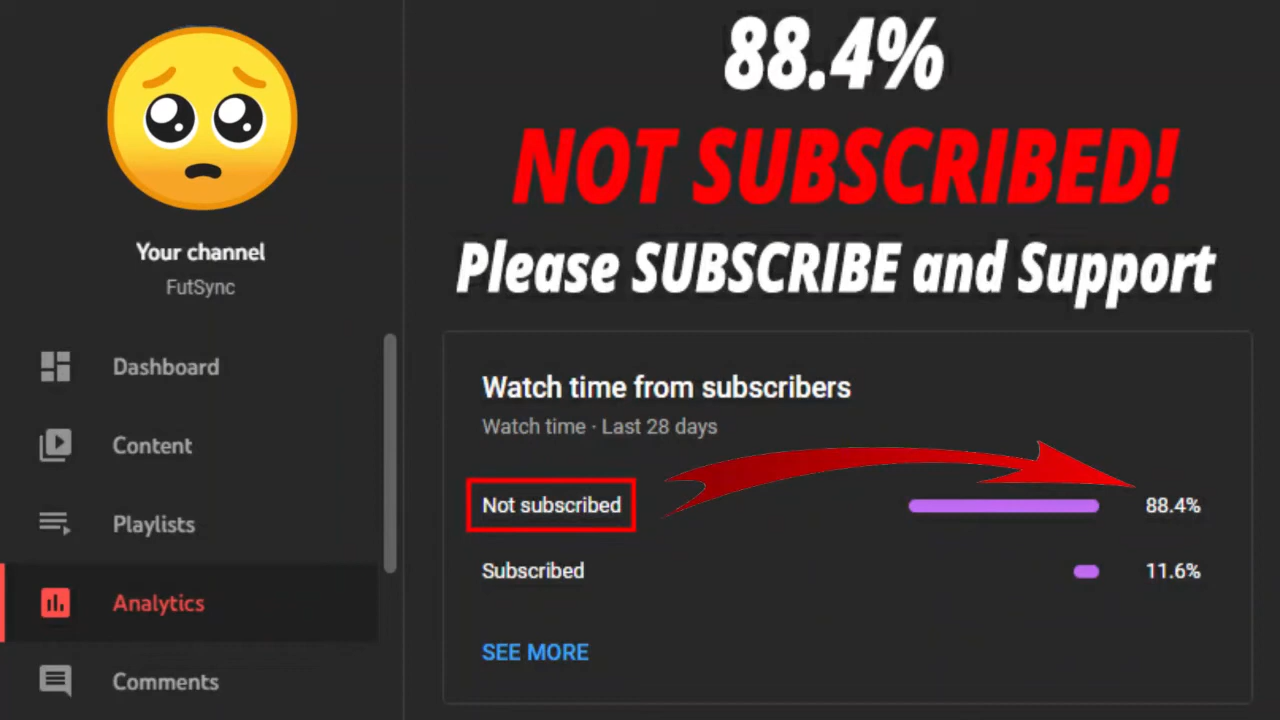 Your channel
FutSync
Dashboard
Content
Playlists
Analytics
Comments
88.4%
NOT SUBSCRIBED!
Please SUBSCRIBE and Support
Watch time from subscribers
Watch time · Last 28 days
Not subscribed 88.4%
Subscribed 11.6%
SEE MORE